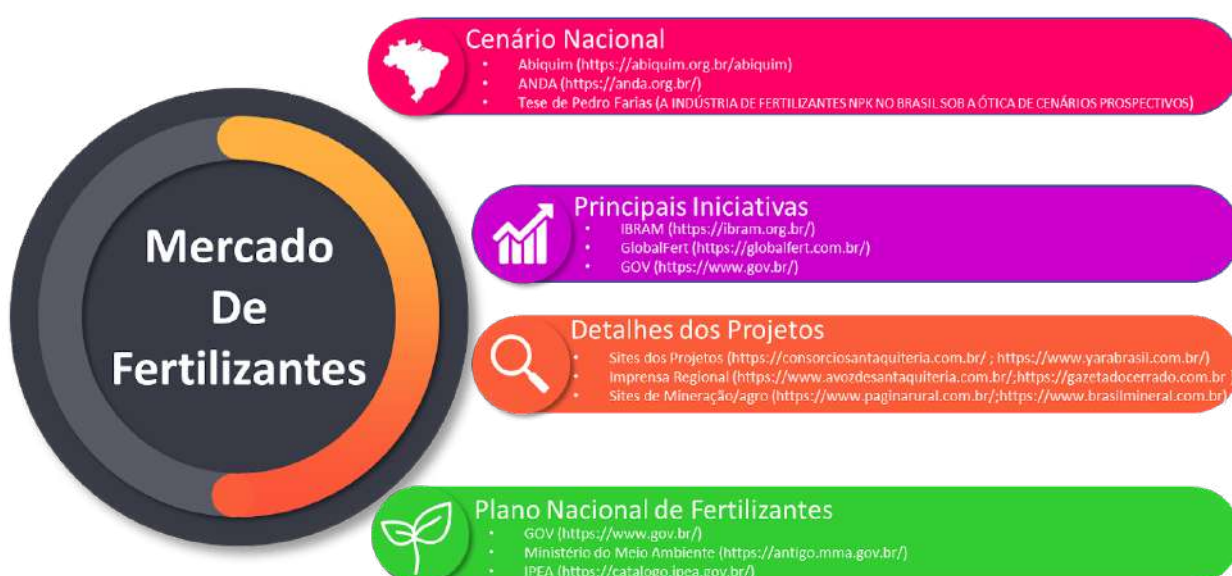 Cenário Nacional
• Abiquim (https://abiquim.org.br/abiquim)
• ANDA (https://anda.org.br/)
• Tese de Pedro Farias (A INDÚSTRIA DE FERTILIZANTES NPK NO BRASIL SOB A ÓTICA DE CENÁRIOS PROSPECTIVOS)
Mercado
De
Fertilizantes
Principais Iniciativas
• IBRAM (https://ibram.org.br/)
• GlobalFert (https://globalfert.com.br/)
• GOV (https://www.gov.br/)
Detalhes dos Projetos
• Sites dos Projetos (https://consorciosantaquiteria.com.br/ ; https://www.yarabrasil.com.br/)
• Imprensa Regional (https://www.avozdesantaquiteria.com.br/;https://gazetadocerrado.com.br )
• Sites de Mineração/agro (https://www.paginarural.com.br/;https://www.brasilmineral.com.br)
Plano Nacional de Fertilizantes
• GOV (https://www.gov.br/)
• Ministério do Meio Ambiente (https://antigo.mma.gov.br/)
• IPEA (https://catalogo.ipea.gov.br/)